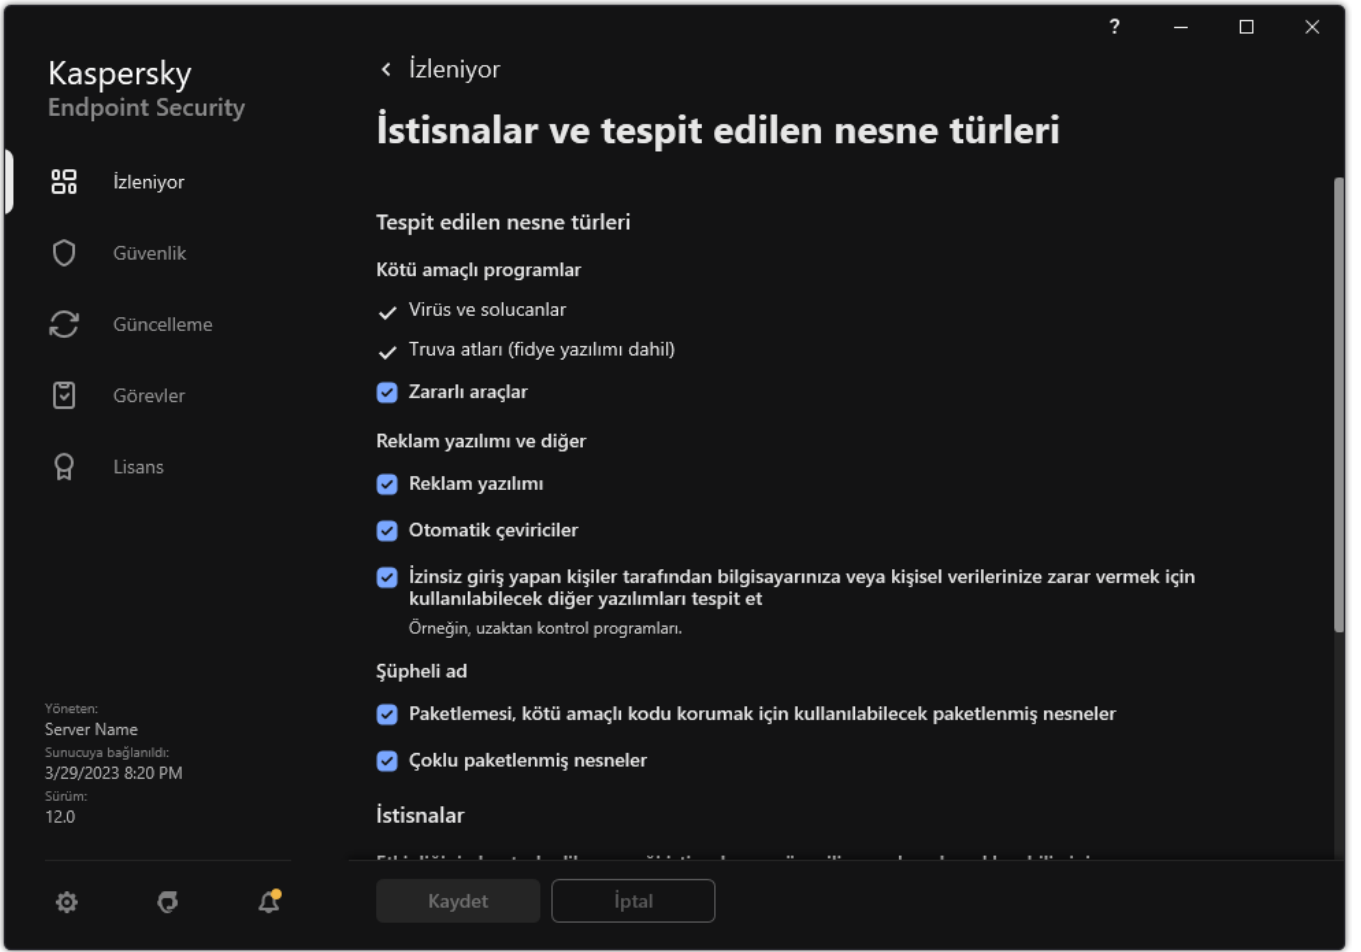 ?
Kaspersky
Endpoint Security
İzleniyor
Güvenlik
Güncelleme
Görevler
Lisans
Yöneten:
Server Name
Sunucuya bağlanıldı:
3/29/2023 8:20 PM
Sürüm:
12.0
İzleniyor
İstisnalar ve tespit edilen nesne türleri
Tespit edilen nesne türleri
Kötü amaçlı programlar
Virüs ve solucanlar
Truva atları (fidye yazılımı dahil)
Zararlı araçlar
Reklam yazılımı ve diğer
Reklam yazılımı
Otomatik çeviriciler
İzinsiz giriş yapan kişiler tarafından bilgisayarınıza veya kişisel verilerinize zarar vermek için
kullanılabilecek diğer yazılımları tespit et
Örneğin, uzaktan kontrol programları.
Şüpheli ad
Paketlemesi, kötü amaçlı kodu korumak için kullanılabilecek paketlenmiş nesneler
Çoklu paketlenmiş nesneler
İstisnalar
Kaydet
İptal